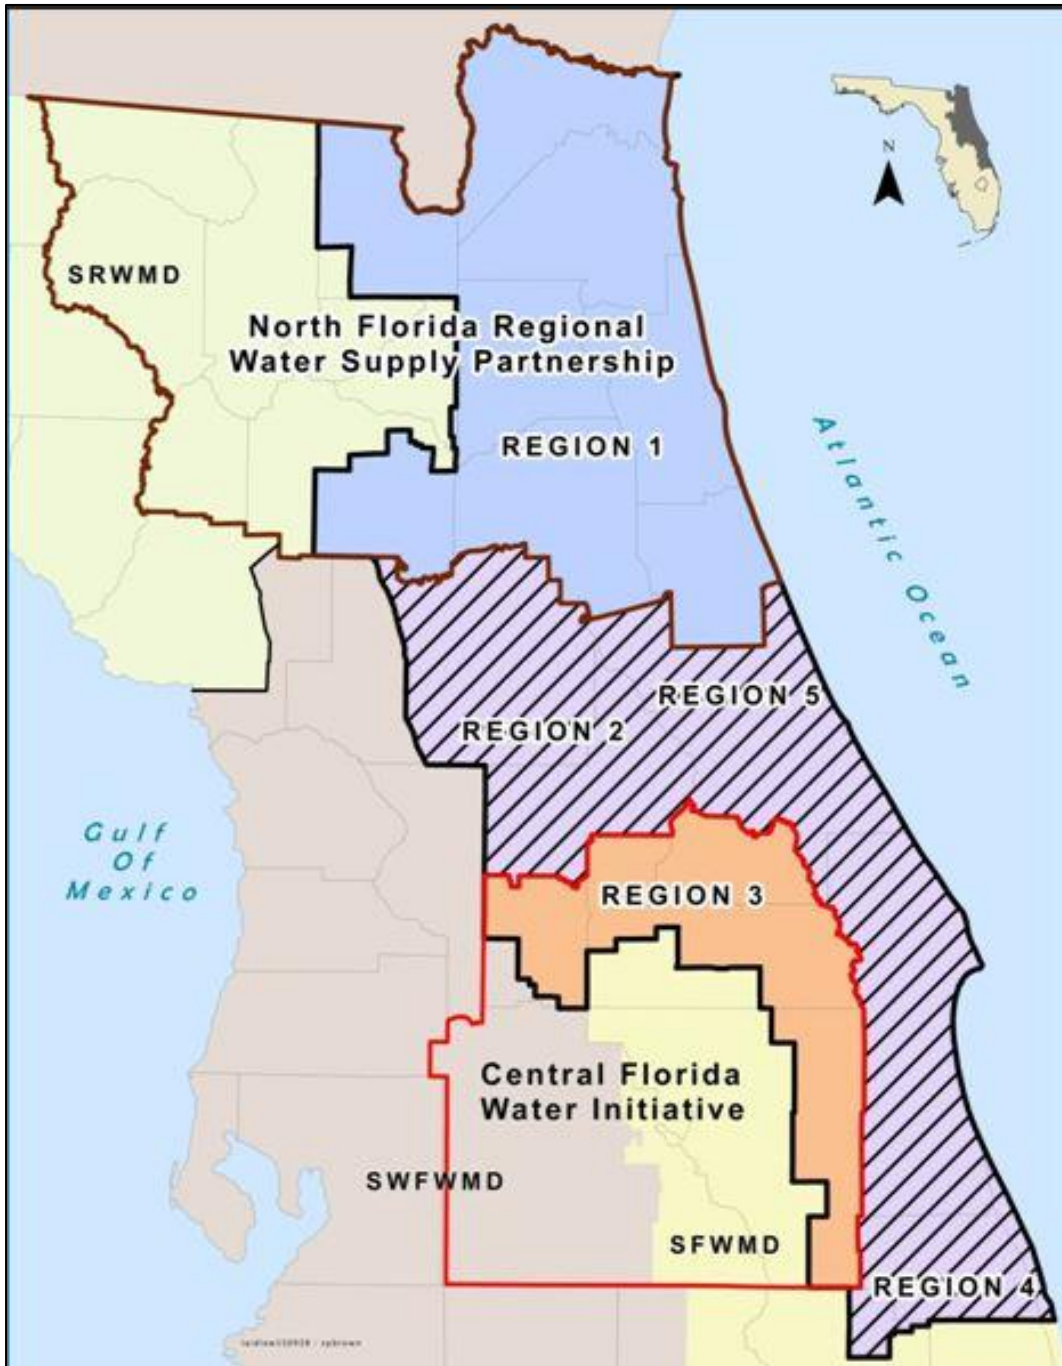 N
SRWMD
North Florida Regional
Water Supply Partnership
REGION 1
Atlantic Ocean
REGION 5
REGION 2
Gulf
Of
Mexico
REGION 3
Central Florida
Water Initiative
SWFWMD
SFWMD
REGION 4